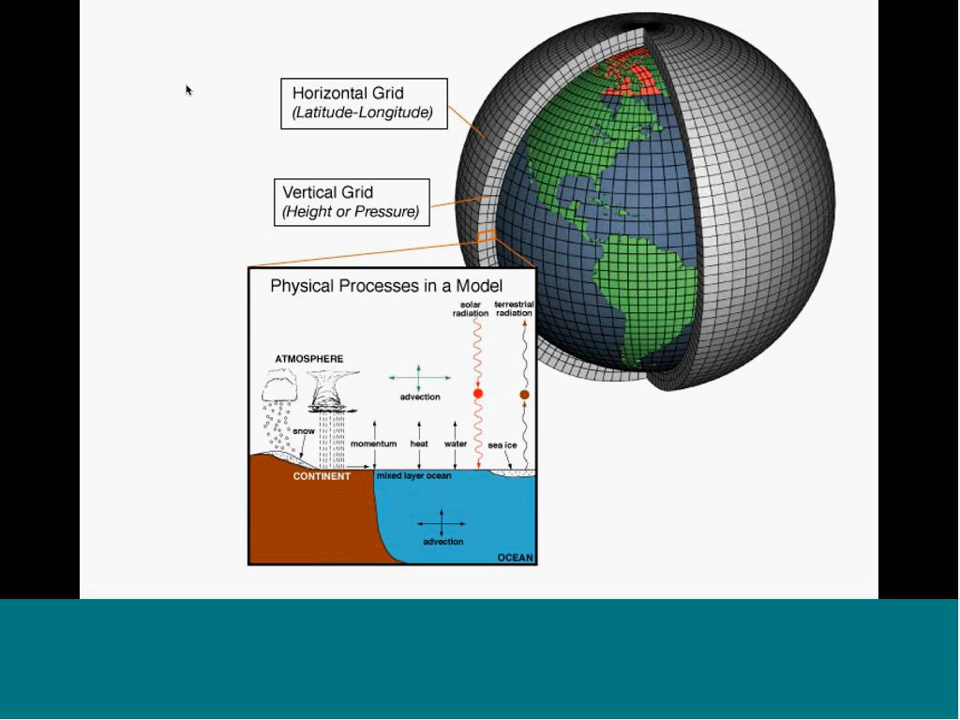 Horizontal Grid
(Latitude-Longitude)
Vertical Grid
(Height or Pressure)
Physical Processes in a Model
solar
radiation
terrestrial
radiation
ATMOSPHERE
advection
snow
momentum
heat
water
sea ice
CONTINENT
mixed layer ocean
advection
OCEAN